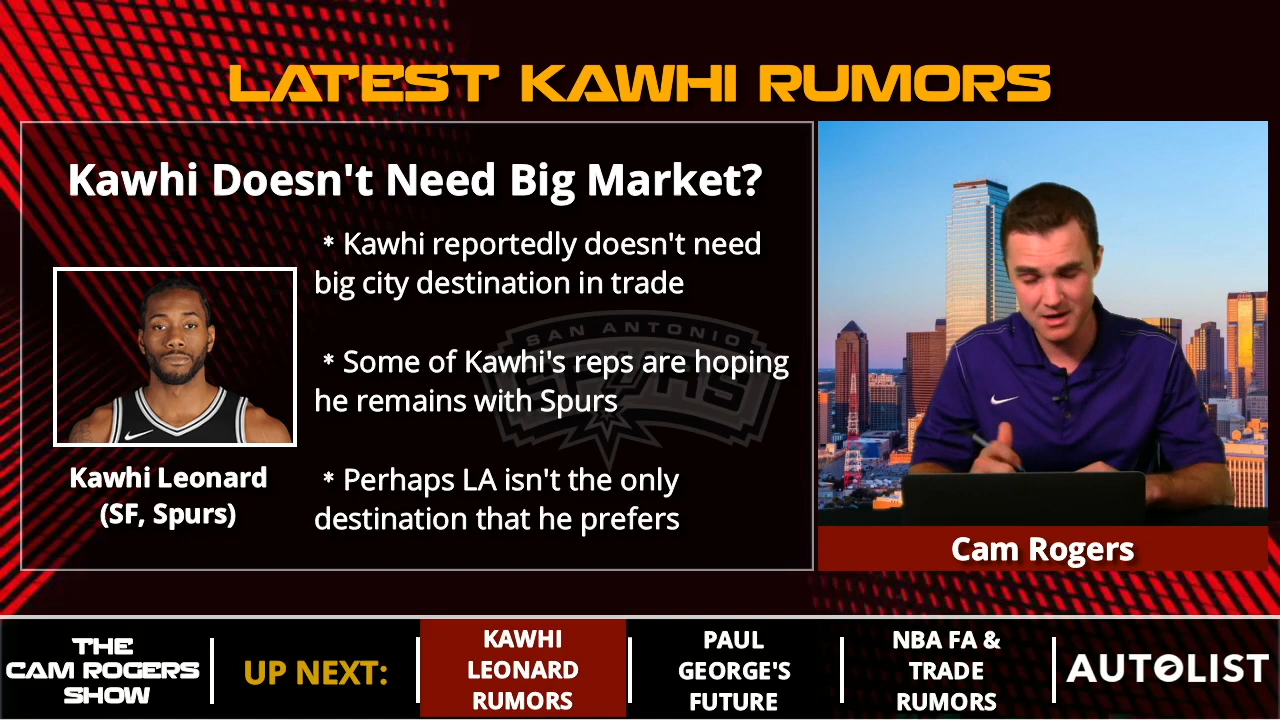 LATEST KAWHI RUMORS
Kawhi Doesn't Need Big Market?
* Kawhi reportedly doesn't need
big city destination in trade
* Some of Kawhi's reps are hoping
he remains with Spurs
* Perhaps LA isn't the only
destination that he prefers
SAN ANTONIO
SPURS
Kawhi Leonard
(SF, Spurs)
Cam Rogers
THE
CAM ROGERS
SHOW
UP NEXT:
KAWHI
LEONARD
RUMORS
PAUL
GEORGE'S
FUTURE
NBA FA &
TRADE
RUMORS
AUTOLIST